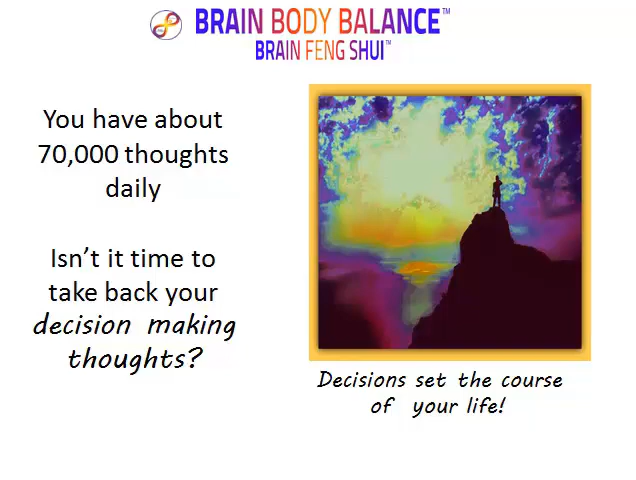 BRAIN BODY BALANCE™
BRAIN FENG SHUI™
You have about
70,000 thoughts
daily
Isn't it time to
take back your
decision making
thoughts?
Decisions set the course
of your life!